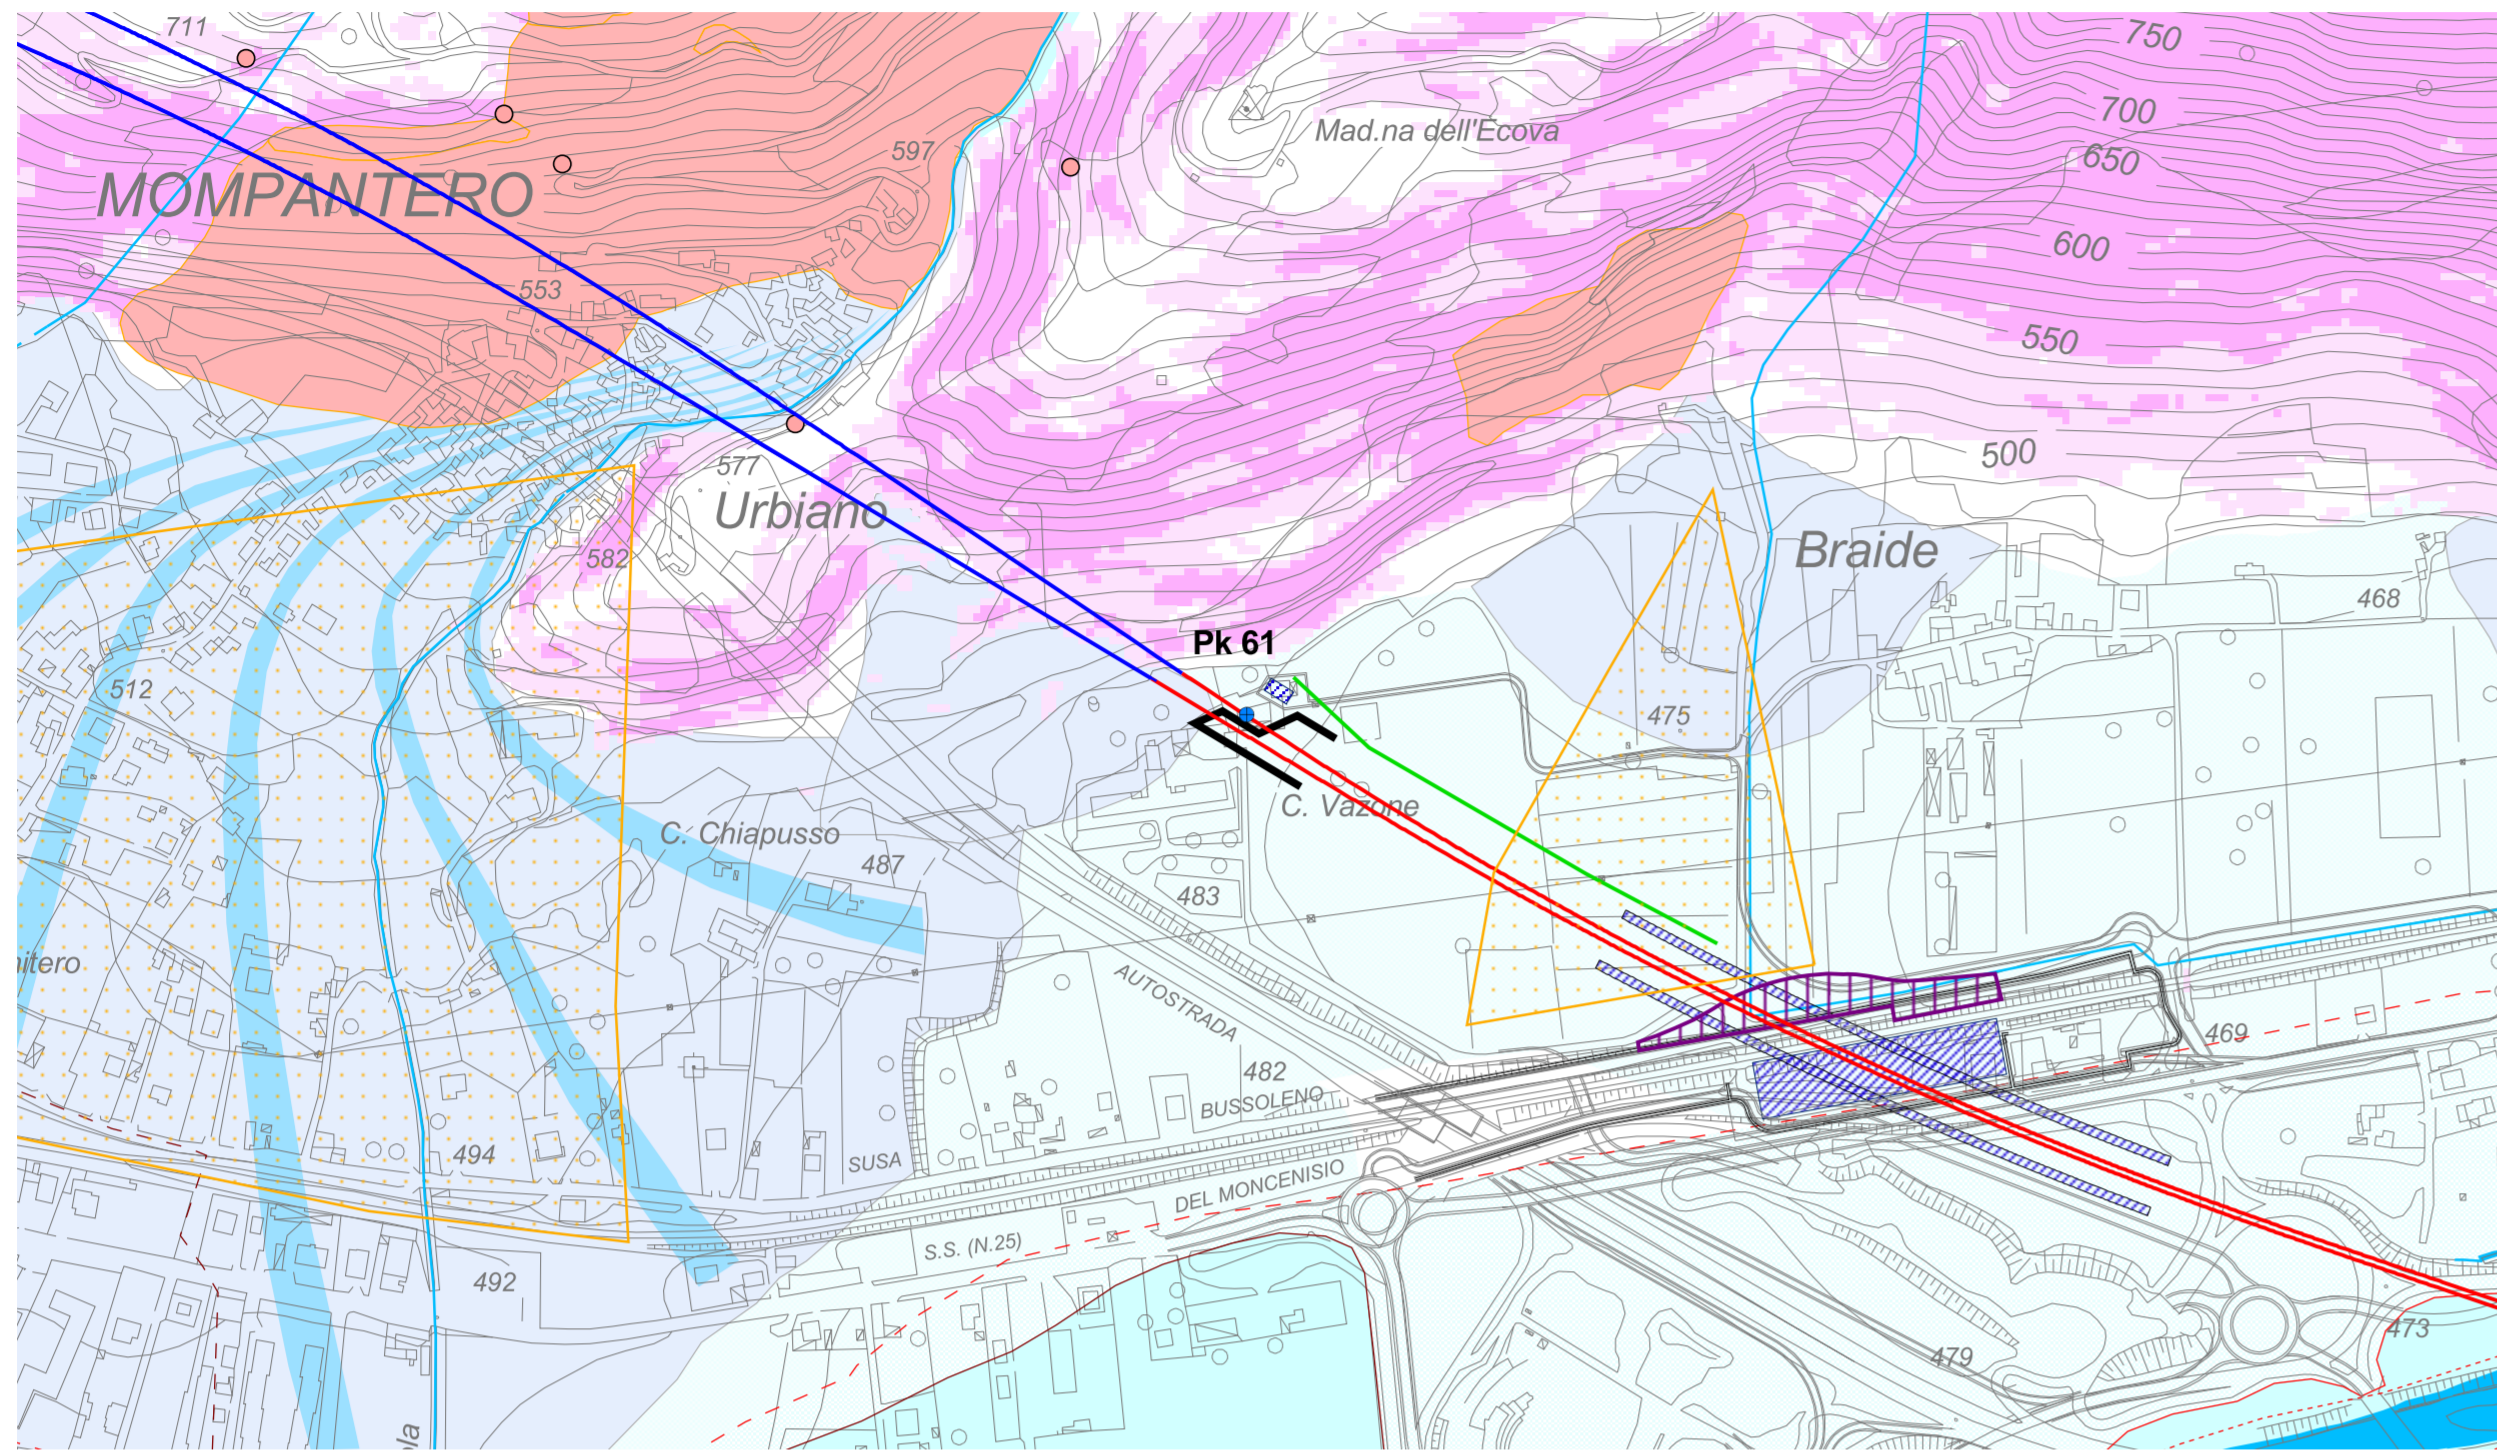 711
750
700
Mad.na dell'Ecova
597
650
MOMPANTERO
600
553
550
500
577
Urbiano
582
Braide
468
Pk 61
512
475
C. Vazone
C. Chiapusso
487
483
AUTOSTRADA
469
482
BUSSOLENO
494
SUSA
DEL MONCENISIO
S.S. (N.25)
492
473
479